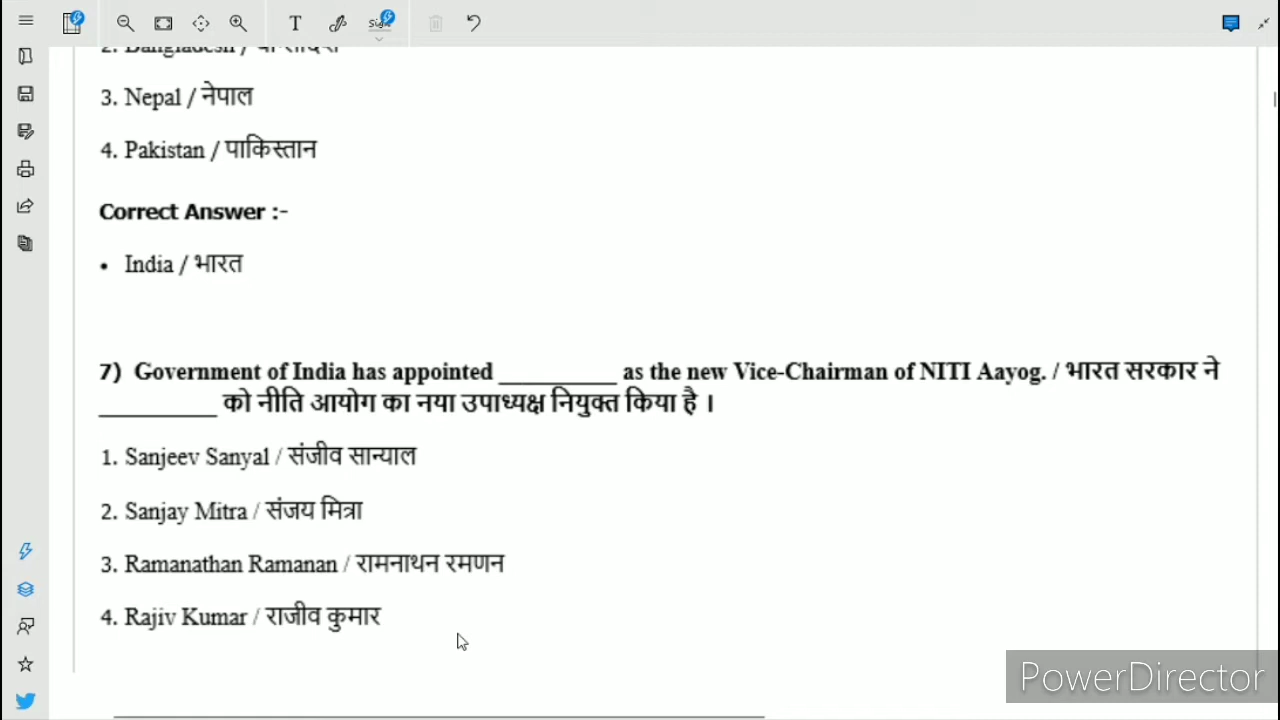 2. Bangladesh /
3. Nepal / नेपाल
4. Pakistan / पाकिस्तान
Correct Answer :-
• India / भारत
7) Government of India has appointed __________ as the new Vice-Chairman of NITI Aayog. / भारत सरकार ने
__________ को नीति आयोग का नया उपाध्यक्ष नियुक्त किया है ।
1. Sanjeev Sanyal / संजीव सान्याल
2. Sanjay Mitra / संजय मित्रा
3. Ramanathan Ramanan / रामनाथन रमणन
4. Rajiv Kumar / राजीव कुमार
PowerDirector